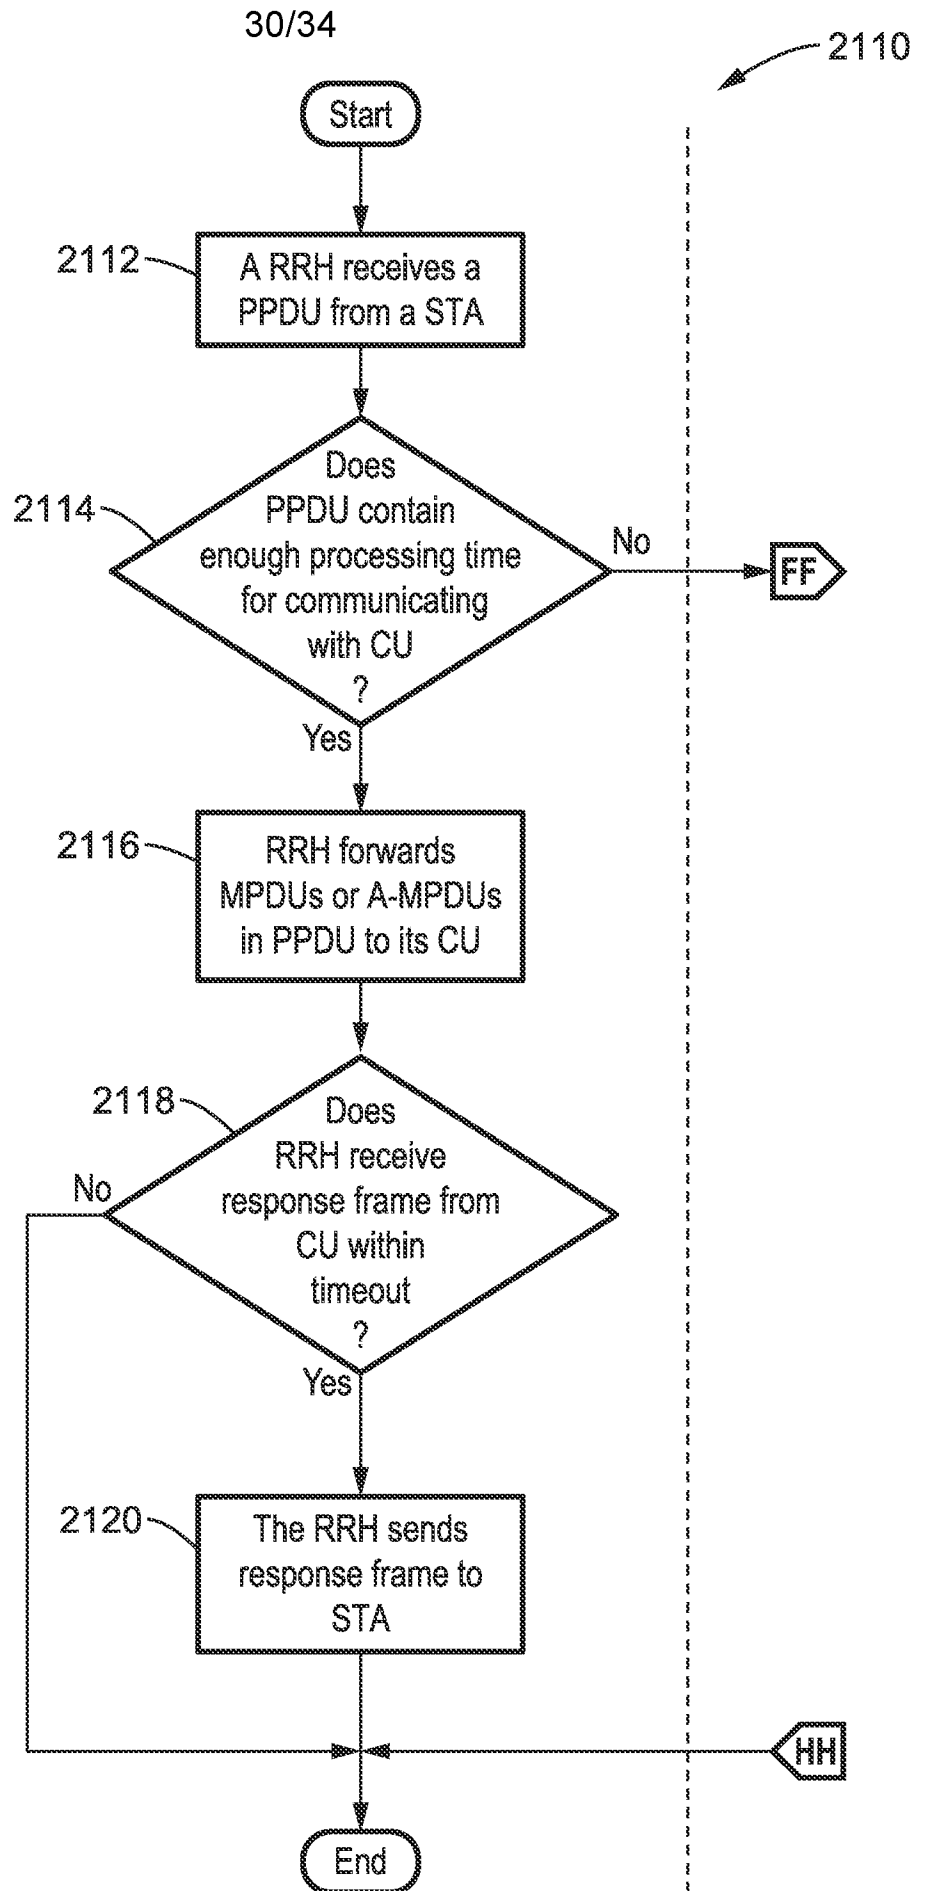 30/34
2110
Start
2112
A RRH receives a
PPDU from a STA
2114
Does
PPDU contain
enough processing time
for communicating
with CU
?
No
FF
Yes
2116
RRH forwards
MPDUs or A-MPDUs
in PPDU to its CU
2118
Does
RRH receive
response frame from
CU within
timeout
?
No
Yes
2120
The RRH sends
response frame to
STA
HH
End